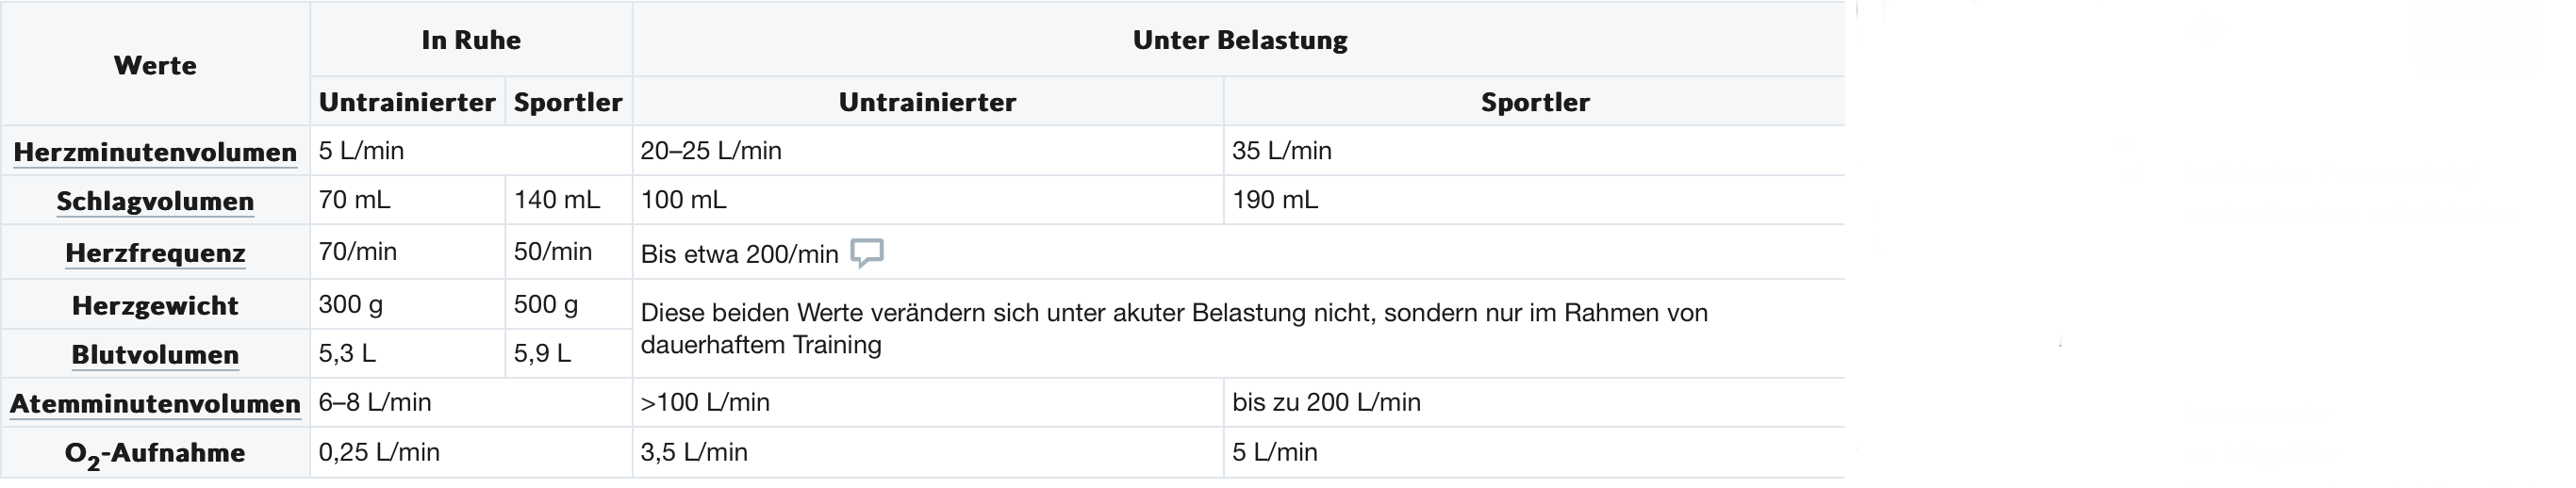 Werte
In Ruhe
Unter Belastung
Untrainierter
Sportler
Untrainierter
Sportler
Herzminutenvolumen
5 L/min
20–25 L/min
35 L/min
Schlagvolumen
70 mL
140 mL
100 mL
190 mL
Herzfrequenz
70/min
50/min
Bis etwa 200/min
Herzgewicht
300 g
500 g
Diese beiden Werte verändern sich unter akuter Belastung nicht, sondern nur im Rahmen von
dauerhaftem Training
Blutvolumen
5,3 L
5,9 L
Atemminutenvolumen
6–8 L/min
>100 L/min
bis zu 200 L/min
O₂-Aufnahme
0,25 L/min
3,5 L/min
5 L/min